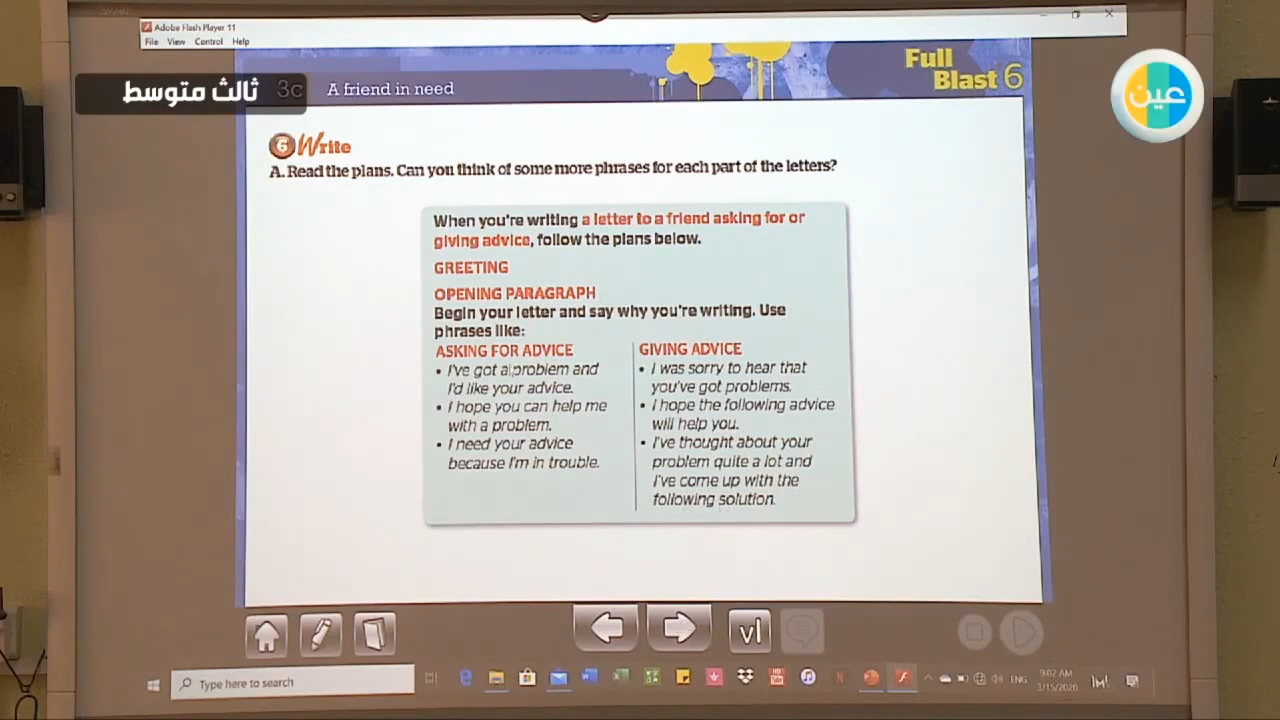 Adobe Flash Player 11
File View Control Help
ثالث متوسط
3c A friend in need
Full
Blast 6
عين
6 Write
A. Read the plans. Can you think of some more phrases for each part of the letters?
When you're writing a letter to a friend asking for or
giving advice, follow the plans below.
GREETING
OPENING PARAGRAPH
Begin your letter and say why you're writing. Use
phrases like:
ASKING FOR ADVICE
• I've got a problem and
I'd like your advice.
• I hope you can help me
with a problem.
• I need your advice
because I'm in trouble.
GIVING ADVICE
• I was sorry to hear that
you've got problems.
• I hope the following advice
will help you.
• I've thought about your
problem quite a lot and
I've come up with the
following solution.
Type here to search
ENG
9:02 AM
3/15/2020